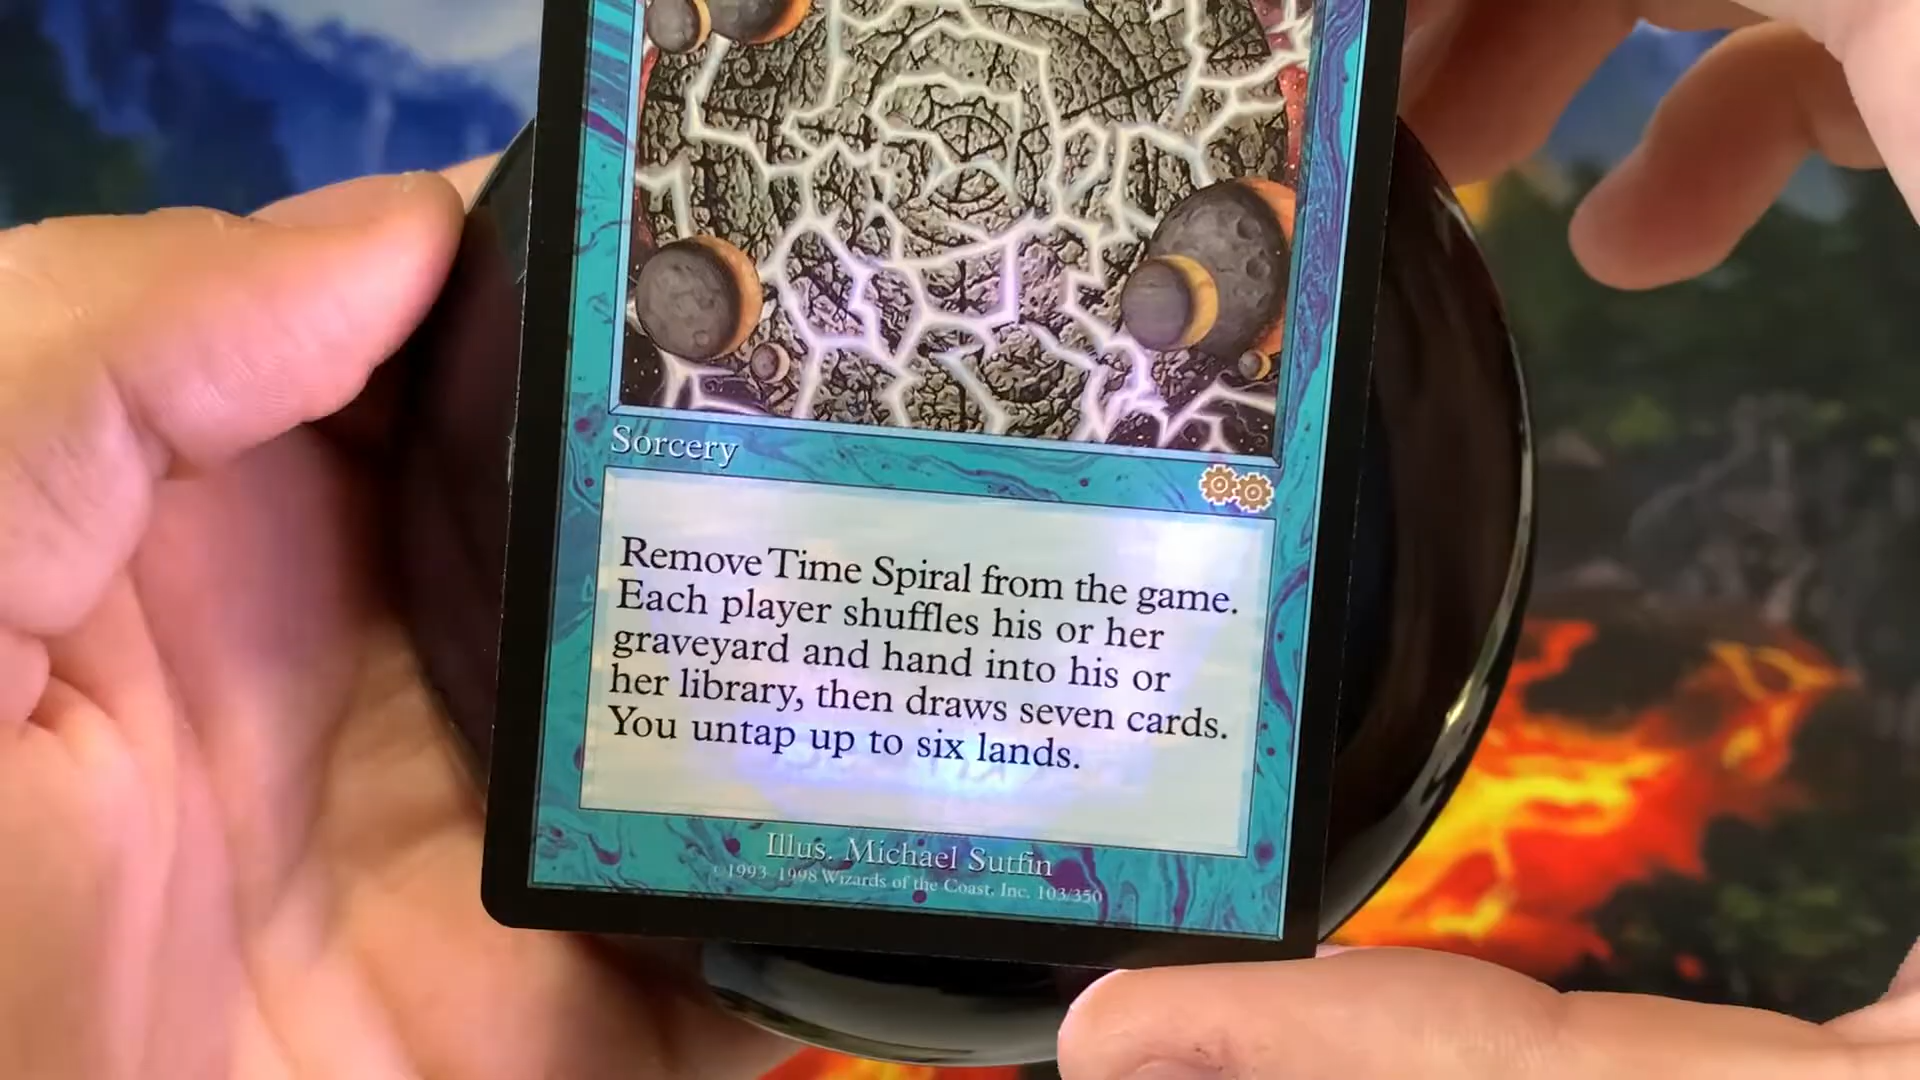 Sorcery
Remove Time Spiral from the game.
Each player shuffles his or her
graveyard and hand into his or
her library, then draws seven cards.
You untap up to six lands.
Illus. Michael Sutfin
©1993-1998 Wizards of the Coast, Inc. 103/350